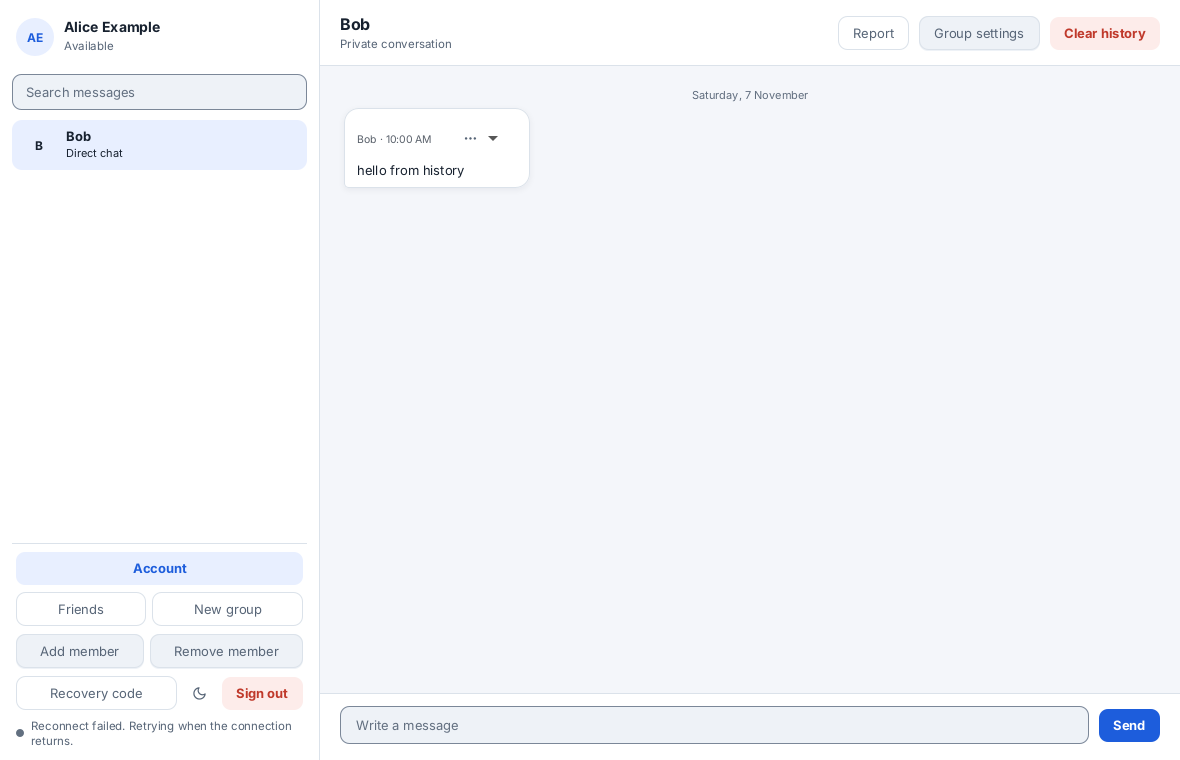 AE
Alice Example
Available
Search messages
B
Bob
Direct chat
Account
Friends
New group
Add member
Remove member
Recovery code
Sign out
Reconnect failed. Retrying when the connection
returns.
Bob
Private conversation
Report
Group settings
Clear history
Saturday, 7 November
Bob · 10:00 AM
hello from history
Write a message
Send